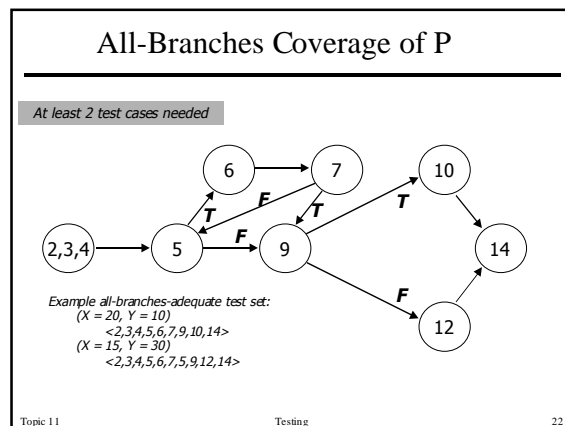 All-Branches Coverage of P
At least 2 test cases needed
6
7
10
F
T
T
T
2,3,4
5
F
9
14
F
12
Example all-branches-adequate test set:
(X = 20, Y = 10)
<2,3,4,5,6,7,9,10,14>
(X = 15, Y = 30)
<2,3,4,5,6,7,5,9,12,14>
Topic 11
Testing
22